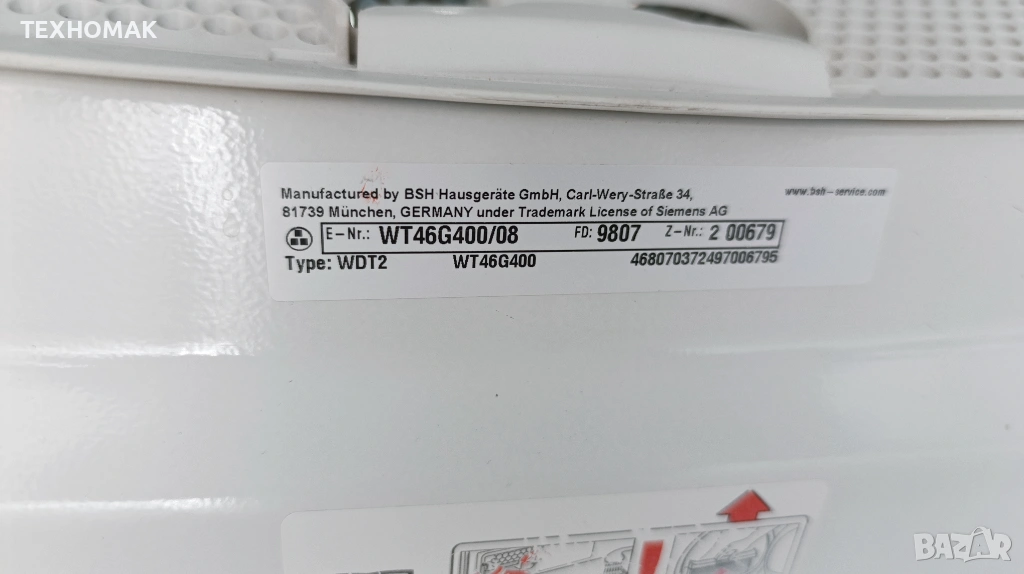 ТЕХНОМАК
Manufactured by BSH Hausgeräte GmbH, Carl-Wery-Straße 34,
81739 München, GERMANY under Trademark License of Siemens AG
www.bsh-service.com
E-Nr.: WT46G400/08 FD: 9807 Z-Nr.: 2 00679
Type: WDT2 WT46G400 468070372497006795
BAZAR